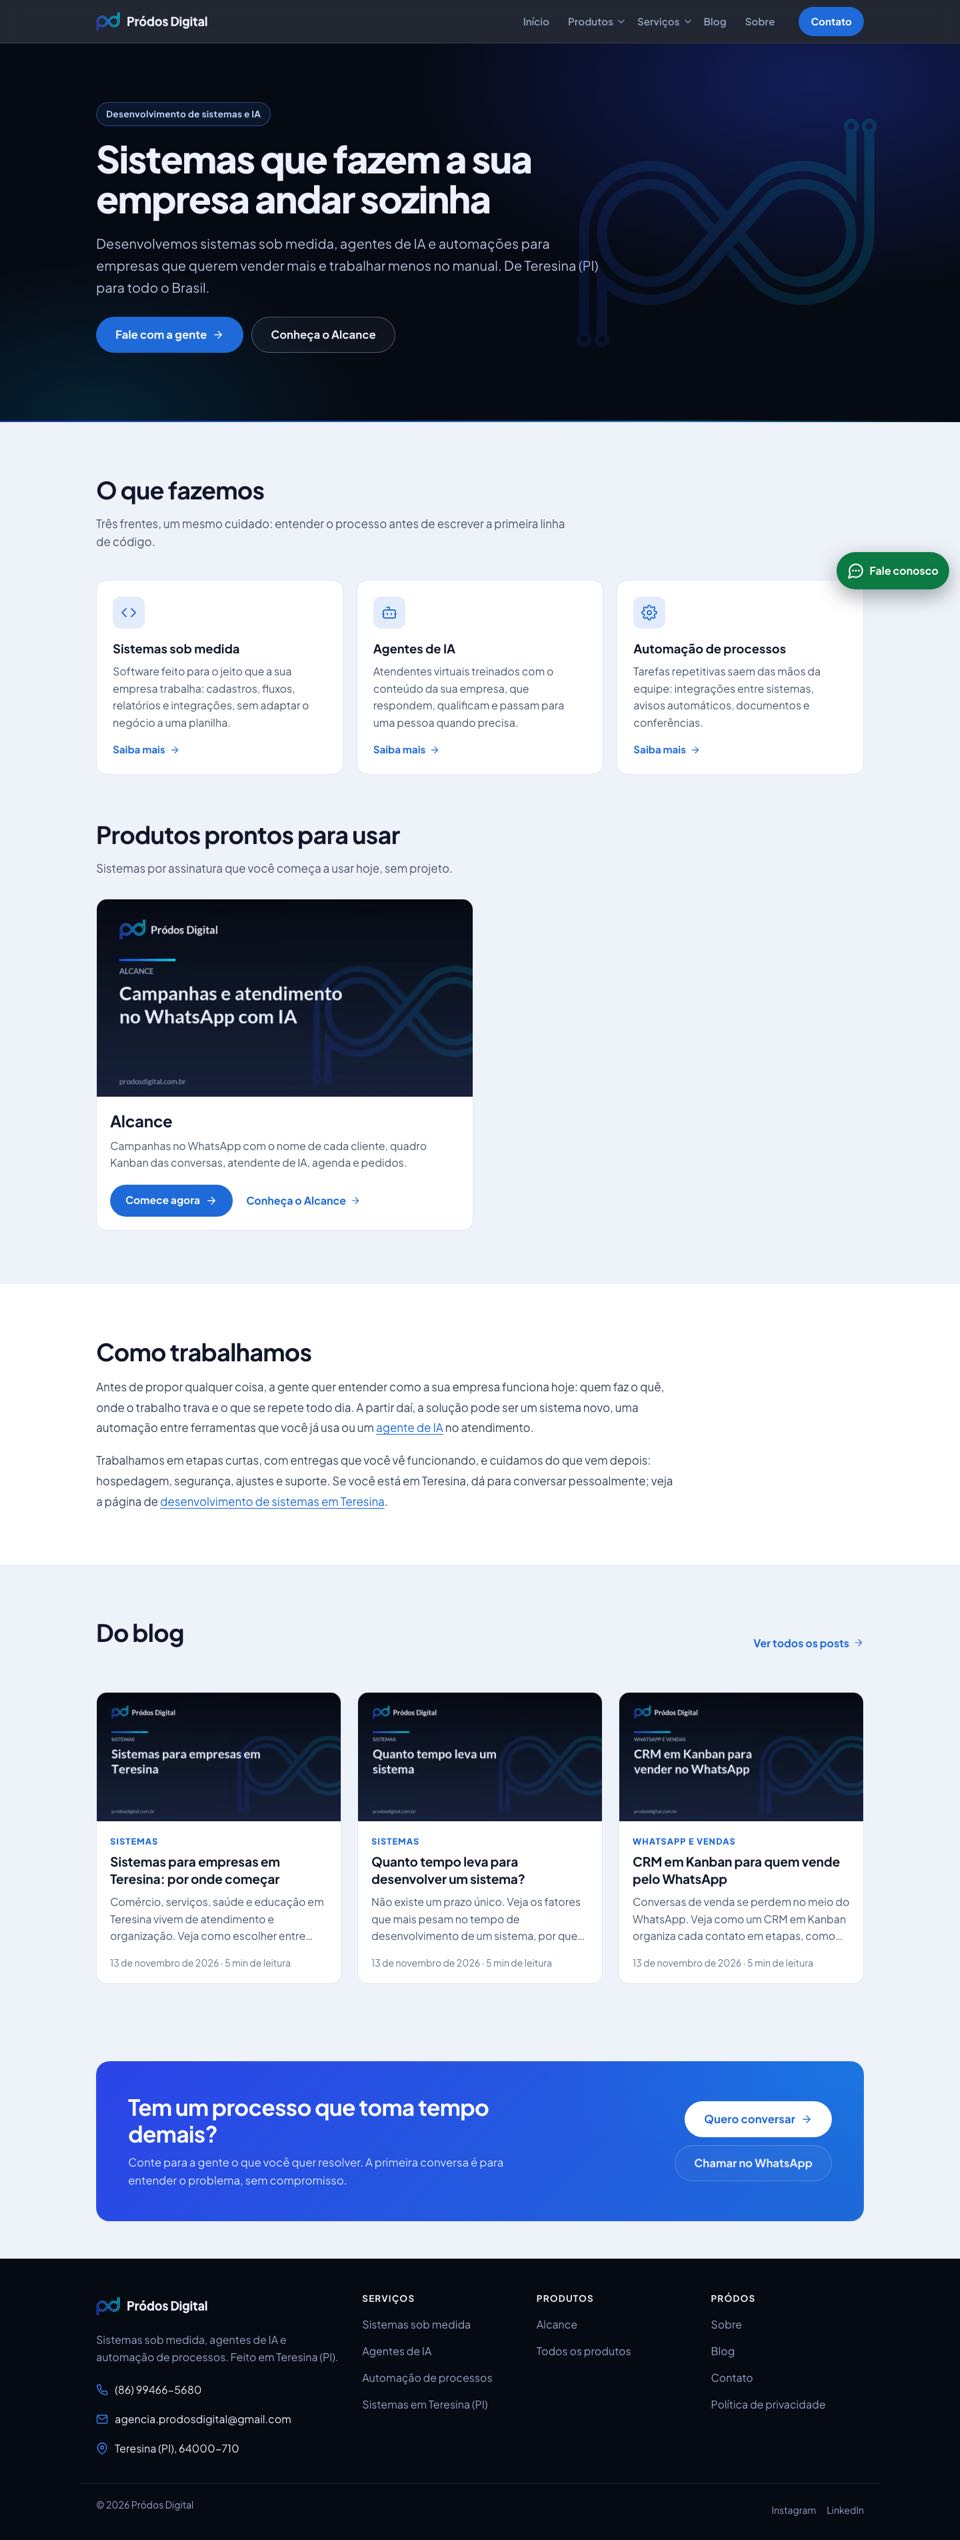 Pródos Digital
Início
Produtos
Serviços
Blog
Sobre
Contato
Desenvolvimento de sistemas e IA
Sistemas que fazem a sua
empresa andar sozinha
Desenvolvemos sistemas sob medida, agentes de IA e automações para
empresas que querem vender mais e trabalhar menos no manual. De Teresina (PI)
para todo o Brasil.
Fale com a gente
Conheça o Alcance
O que fazemos
Três frentes, um mesmo cuidado: entender o processo antes de escrever a primeira linha
de código.
Fale conosco
Sistemas sob medida
Software feito para o jeito que a sua
empresa trabalha: cadastros, fluxos,
relatórios e integrações, sem adaptar o
negócio a uma planilha.
Saiba mais
Agentes de IA
Atendentes virtuais treinados com o
conteúdo da sua empresa, que
respondem, qualificam e passam para
uma pessoa quando precisa.
Saiba mais
Automação de processos
Tarefas repetitivas saem das mãos da
equipe: integrações entre sistemas,
avisos automáticos, documentos e
conferências.
Saiba mais
Produtos prontos para usar
Sistemas por assinatura que você começa a usar hoje, sem projeto.
Pródos Digital
ALCANCE
Campanhas e atendimento
no WhatsApp com IA
prodosdigital.com.br
Alcance
Campanhas no WhatsApp com o nome de cada cliente, quadro
Kanban das conversas, atendente de IA, agenda e pedidos.
Comece agora
Conheça o Alcance
Como trabalhamos
Antes de propor qualquer coisa, a gente quer entender como a sua empresa funciona hoje: quem faz o quê,
onde o trabalho trava e o que se repete todo dia. A partir daí, a solução pode ser um sistema novo, uma
automação entre ferramentas que você já usa ou um agente de IA no atendimento.
Trabalhamos em etapas curtas, com entregas que você vê funcionando, e cuidamos do que vem depois:
hospedagem, segurança, ajustes e suporte. Se você está em Teresina, dá para conversar pessoalmente; veja
a página de desenvolvimento de sistemas em Teresina.
Do blog
Ver todos os posts
Pródos Digital
SISTEMAS
Sistemas para empresas em
Teresina
prodosdigital.com.br
SISTEMAS
Sistemas para empresas em
Teresina: por onde começar
Comércio, serviços, saúde e educação em
Teresina vivem de atendimento e
organização. Veja como escolher entre...
13 de novembro de 2026 · 5 min de leitura
Pródos Digital
SISTEMAS
Quanto tempo leva um
sistema
prodosdigital.com.br
SISTEMAS
Quanto tempo leva para
desenvolver um sistema?
Não existe um prazo único. Veja os fatores
que mais pesam no tempo de
desenvolvimento de um sistema, por que...
13 de novembro de 2026 · 5 min de leitura
Pródos Digital
WHATSAPP E VENDAS
CRM em Kanban para
vender no WhatsApp
prodosdigital.com.br
WHATSAPP E VENDAS
CRM em Kanban para quem vende
pelo WhatsApp
Conversas de venda se perdem no meio do
WhatsApp. Veja como um CRM em Kanban
organiza cada contato em etapas, como...
13 de novembro de 2026 · 5 min de leitura
Tem um processo que toma tempo
demais?
Conte para a gente o que você quer resolver. A primeira conversa é para
entender o problema, sem compromisso.
Quero conversar
Chamar no WhatsApp
Pródos Digital
Sistemas sob medida, agentes de IA e
automação de processos. Feito em Teresina (PI).
(86) 99466-5680
agencia.prodosdigital@gmail.com
Teresina (PI), 64000-710
SERVIÇOS
Sistemas sob medida
Agentes de IA
Automação de processos
Sistemas em Teresina (PI)
PRODUTOS
Alcance
Todos os produtos
PRÓDOS
Sobre
Blog
Contato
Política de privacidade
© 2026 Pródos Digital
Instagram
LinkedIn